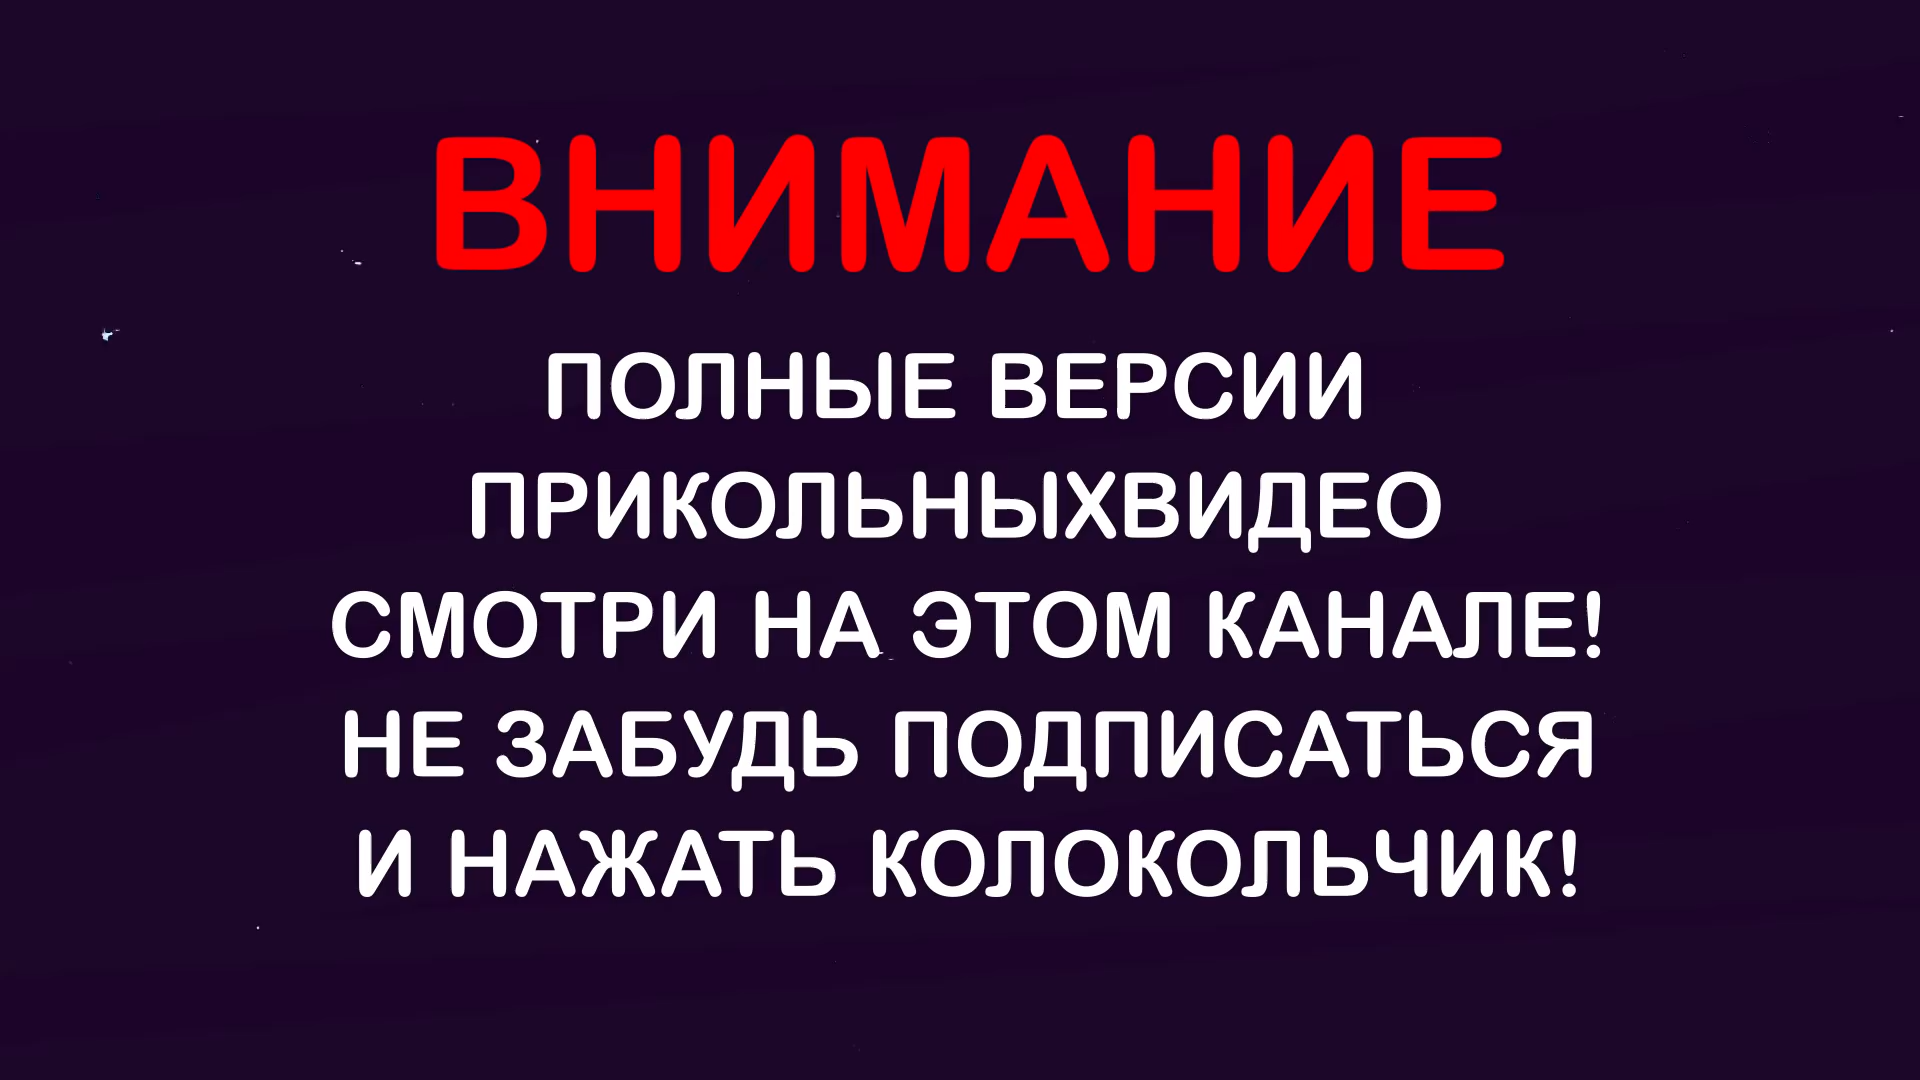 ВНИМАНИЕ
ПОЛНЫЕ ВЕРСИИ
ПРИКОЛЬНЫХВИДЕО
СМОТРИ НА ЭТОМ КАНАЛЕ!
НЕ ЗАБУДЬ ПОДПИСАТЬСЯ
И НАЖАТЬ КОЛОКОЛЬЧИК!